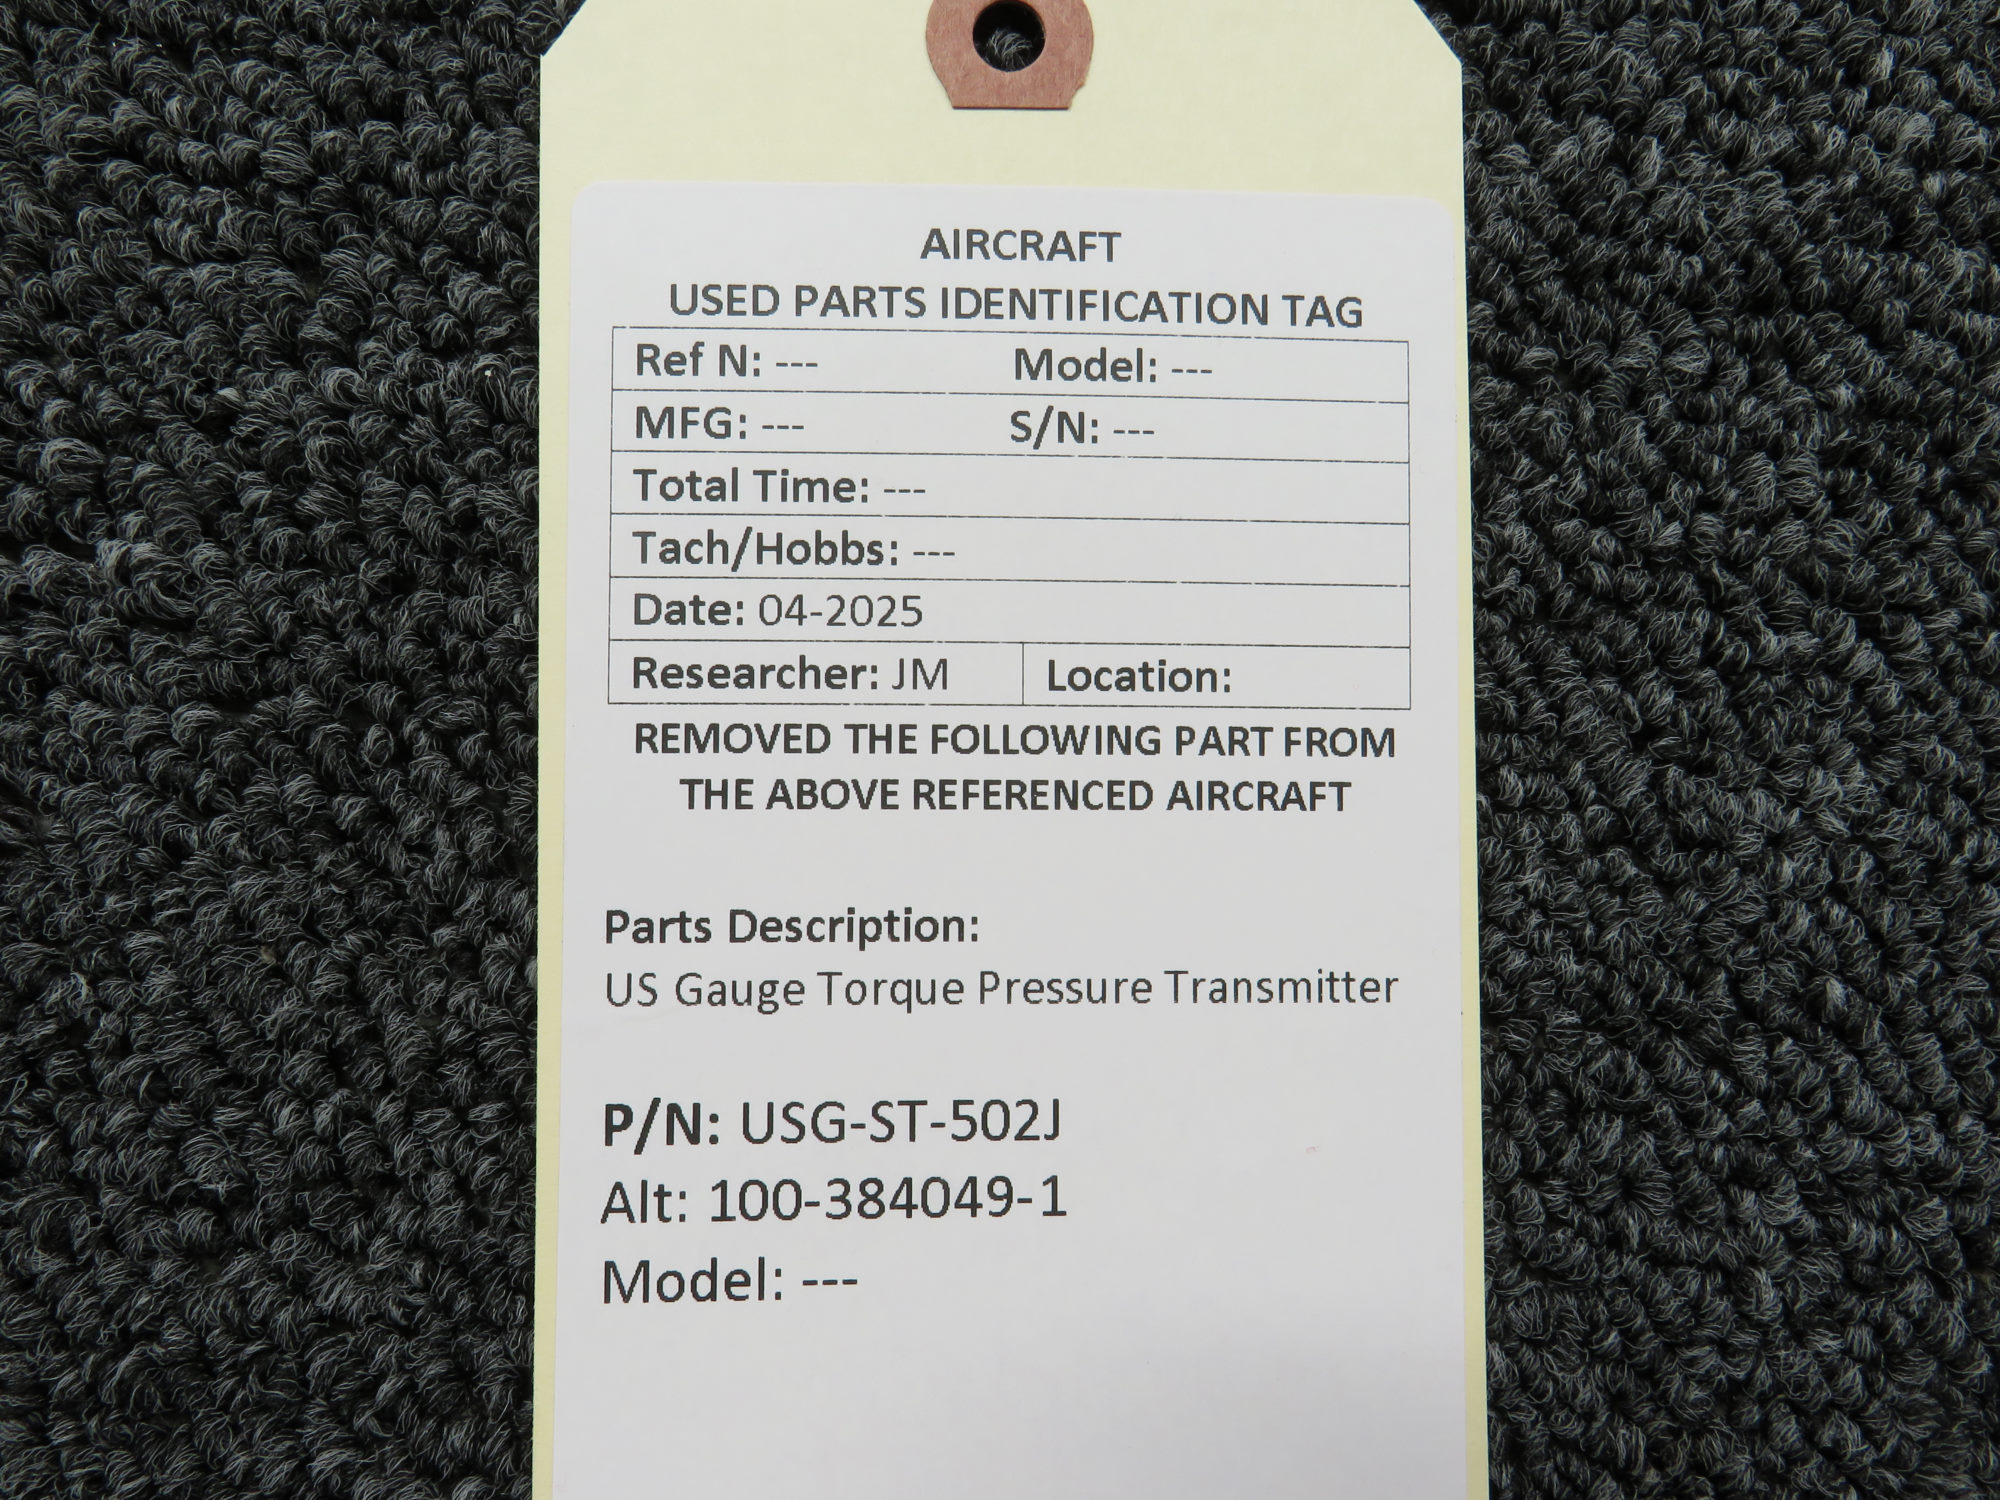 AIRCRAFT
USED PARTS IDENTIFICATION TAG
Ref N: --- Model: ---
MFG: --- S/N: ---
Total Time: ---
Tach/Hobbs: ---
Date: 04-2025
Researcher: JM Location:
REMOVED THE FOLLOWING PART FROM
THE ABOVE REFERENCED AIRCRAFT
Parts Description:
US Gauge Torque Pressure Transmitter
P/N: USG-ST-502J
Alt: 100-384049-1
Model: ---